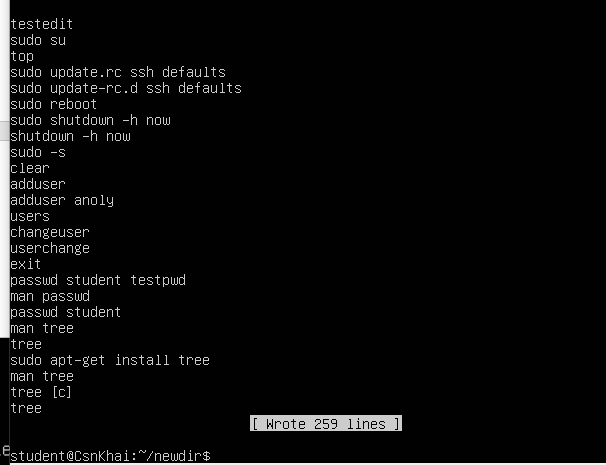 testedit
sudo su
top
sudo update.rc ssh defaults
sudo update-rc.d ssh defaults
sudo reboot
sudo shutdown -h now
shutdown -h now
sudo -s
clear
adduser
adduser anoly
users
changeuser
userchange
exit
passwd student testpwd
man passwd
passwd student
man tree
tree
sudo apt-get install tree
man tree
tree [c]
tree
[ Wrote 259 lines ]
student@CsnKhai:~/newdir$